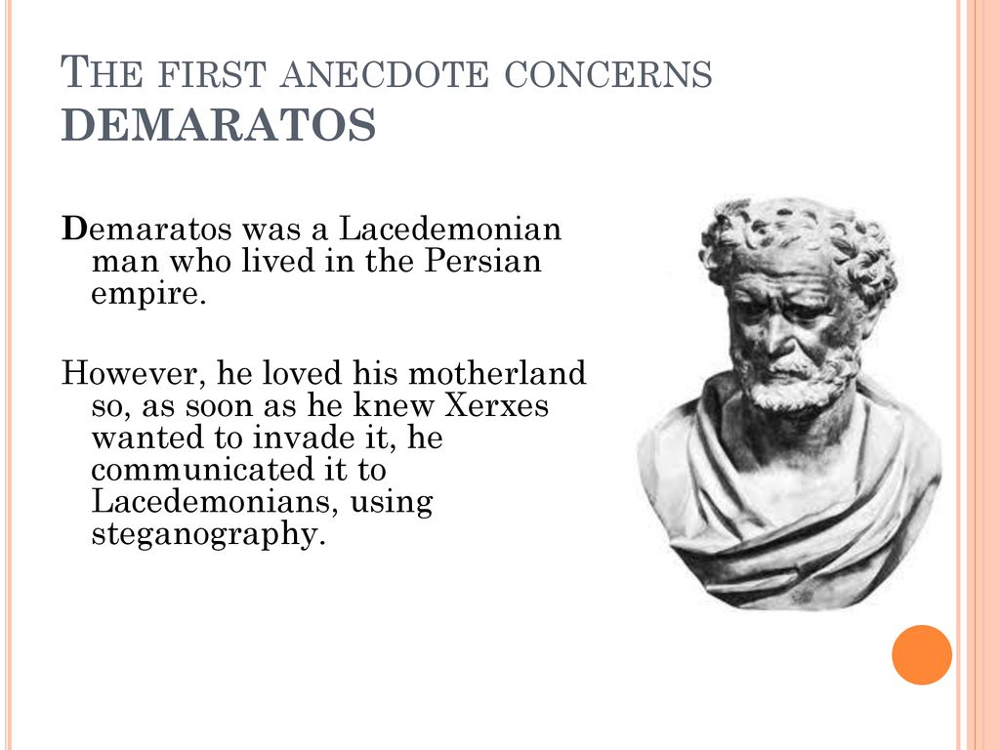 The first anecdote concerns
DEMARATOS
Demaratos was a Lacedemonian
man who lived in the Persian
empire.
However, he loved his motherland
so, as soon as he knew Xerxes
wanted to invade it, he
communicated it to
Lacedemonians, using
steganography.